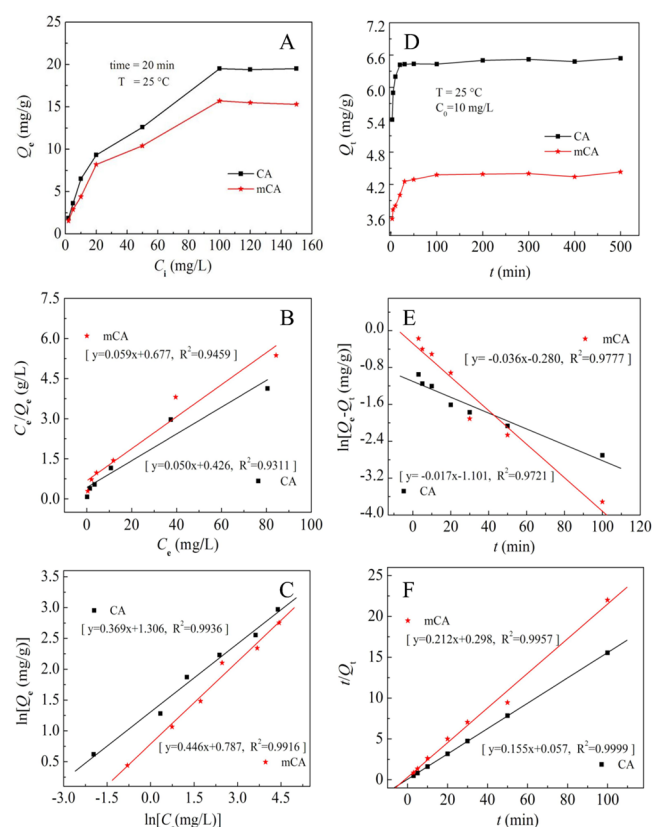 A
time = 20 min
T = 25 °C
CA
mCA
Qe (mg/g)
25
20
15
10
5
0
0 20 40 60 80 100 120 140 160
Ci (mg/L)
D
T = 25 °C
C0=10 mg/L
CA
mCA
Qt (mg/g)
7.2
6.6
6.0
5.4
4.8
4.2
3.6
0 100 200 300 400 500
t (min)
B
mCA
[ y=0.059x+0.677, R2=0.9459]
[ y=0.050x+0.426, R2=0.9311]
CA
Ce/Qe (g/L)
7.5
6.0
4.5
3.0
1.5
0.0
0 20 40 60 80 100
Ce (mg/L)
E
mCA
[ y= -0.036x-0.280, R2=0.9777]
[ y= -0.017x-1.101, R2=0.9721]
CA
ln[Qe-Qt (mg/g)]
0.0
-0.8
-1.6
-2.4
-3.2
-4.0
0 20 40 60 80 100 120
t (min)
C
CA
[ y=0.369x+1.306, R2=0.9936]
[y=0.446x+0.787, R2=0.9916]
mCA
ln[Qe (mg/g)]
3.5
3.0
2.5
2.0
1.5
1.0
0.5
0.0
-3.0 -1.5 0.0 1.5 3.0 4.5
ln[C (mg/L)]
F
mCA
[ y=0.212x+0.298, R2=0.9957]
[y=0.155x+0.057, R2=0.9999]
CA
t/Qt
25
20
15
10
5
0
0 20 40 60 80 100
t (min)